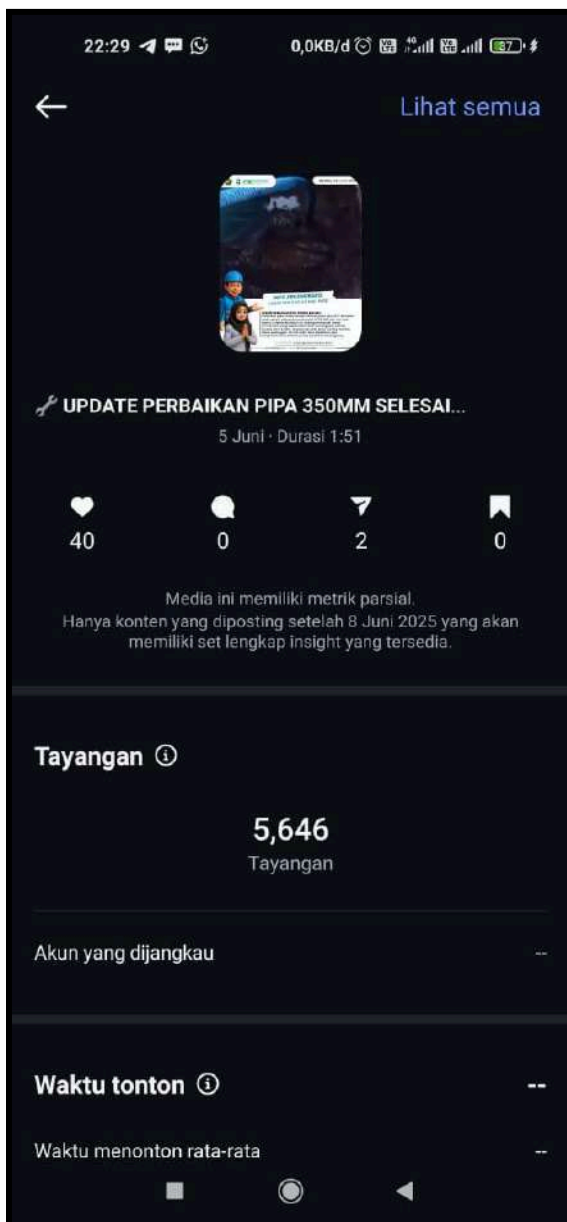 22:29
0,0KB/d
4G
37
Lihat semua
UPDATE PERBAIKAN PIPA 350MM SELESAI...
5 Juni · Durasi 1:51
40
0
2
0
Media ini memiliki metrik parsial.
Hanya konten yang diposting setelah 8 Juni 2025 yang akan
memiliki set lengkap insight yang tersedia.
Tayangan
5,646
Tayangan
Akun yang dijangkau
--
Waktu tonton
--
Waktu menonton rata-rata
--